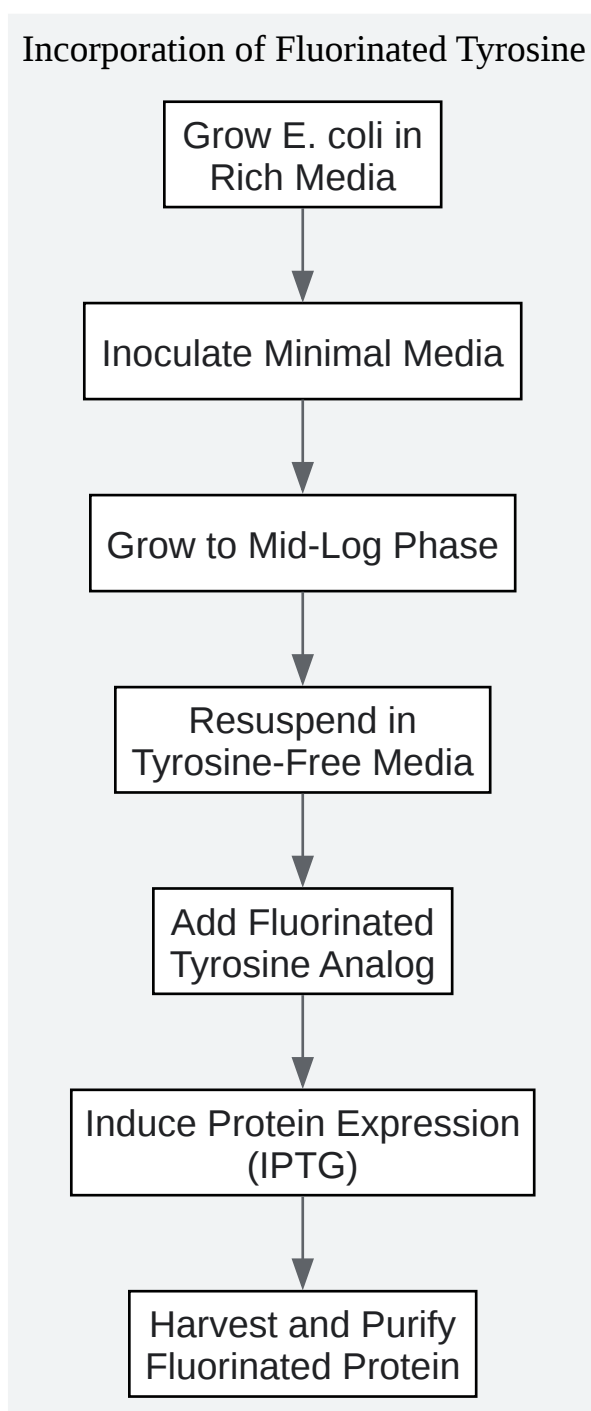 Incorporation of Fluorinated Tyrosine
Grow E. coli in
Rich Media
Inoculate Minimal Media
Grow to Mid-Log Phase
Resuspend in
Tyrosine-Free Media
Add Fluorinated
Tyrosine Analog
Induce Protein Expression
(IPTG)
Harvest and Purify
Fluorinated Protein